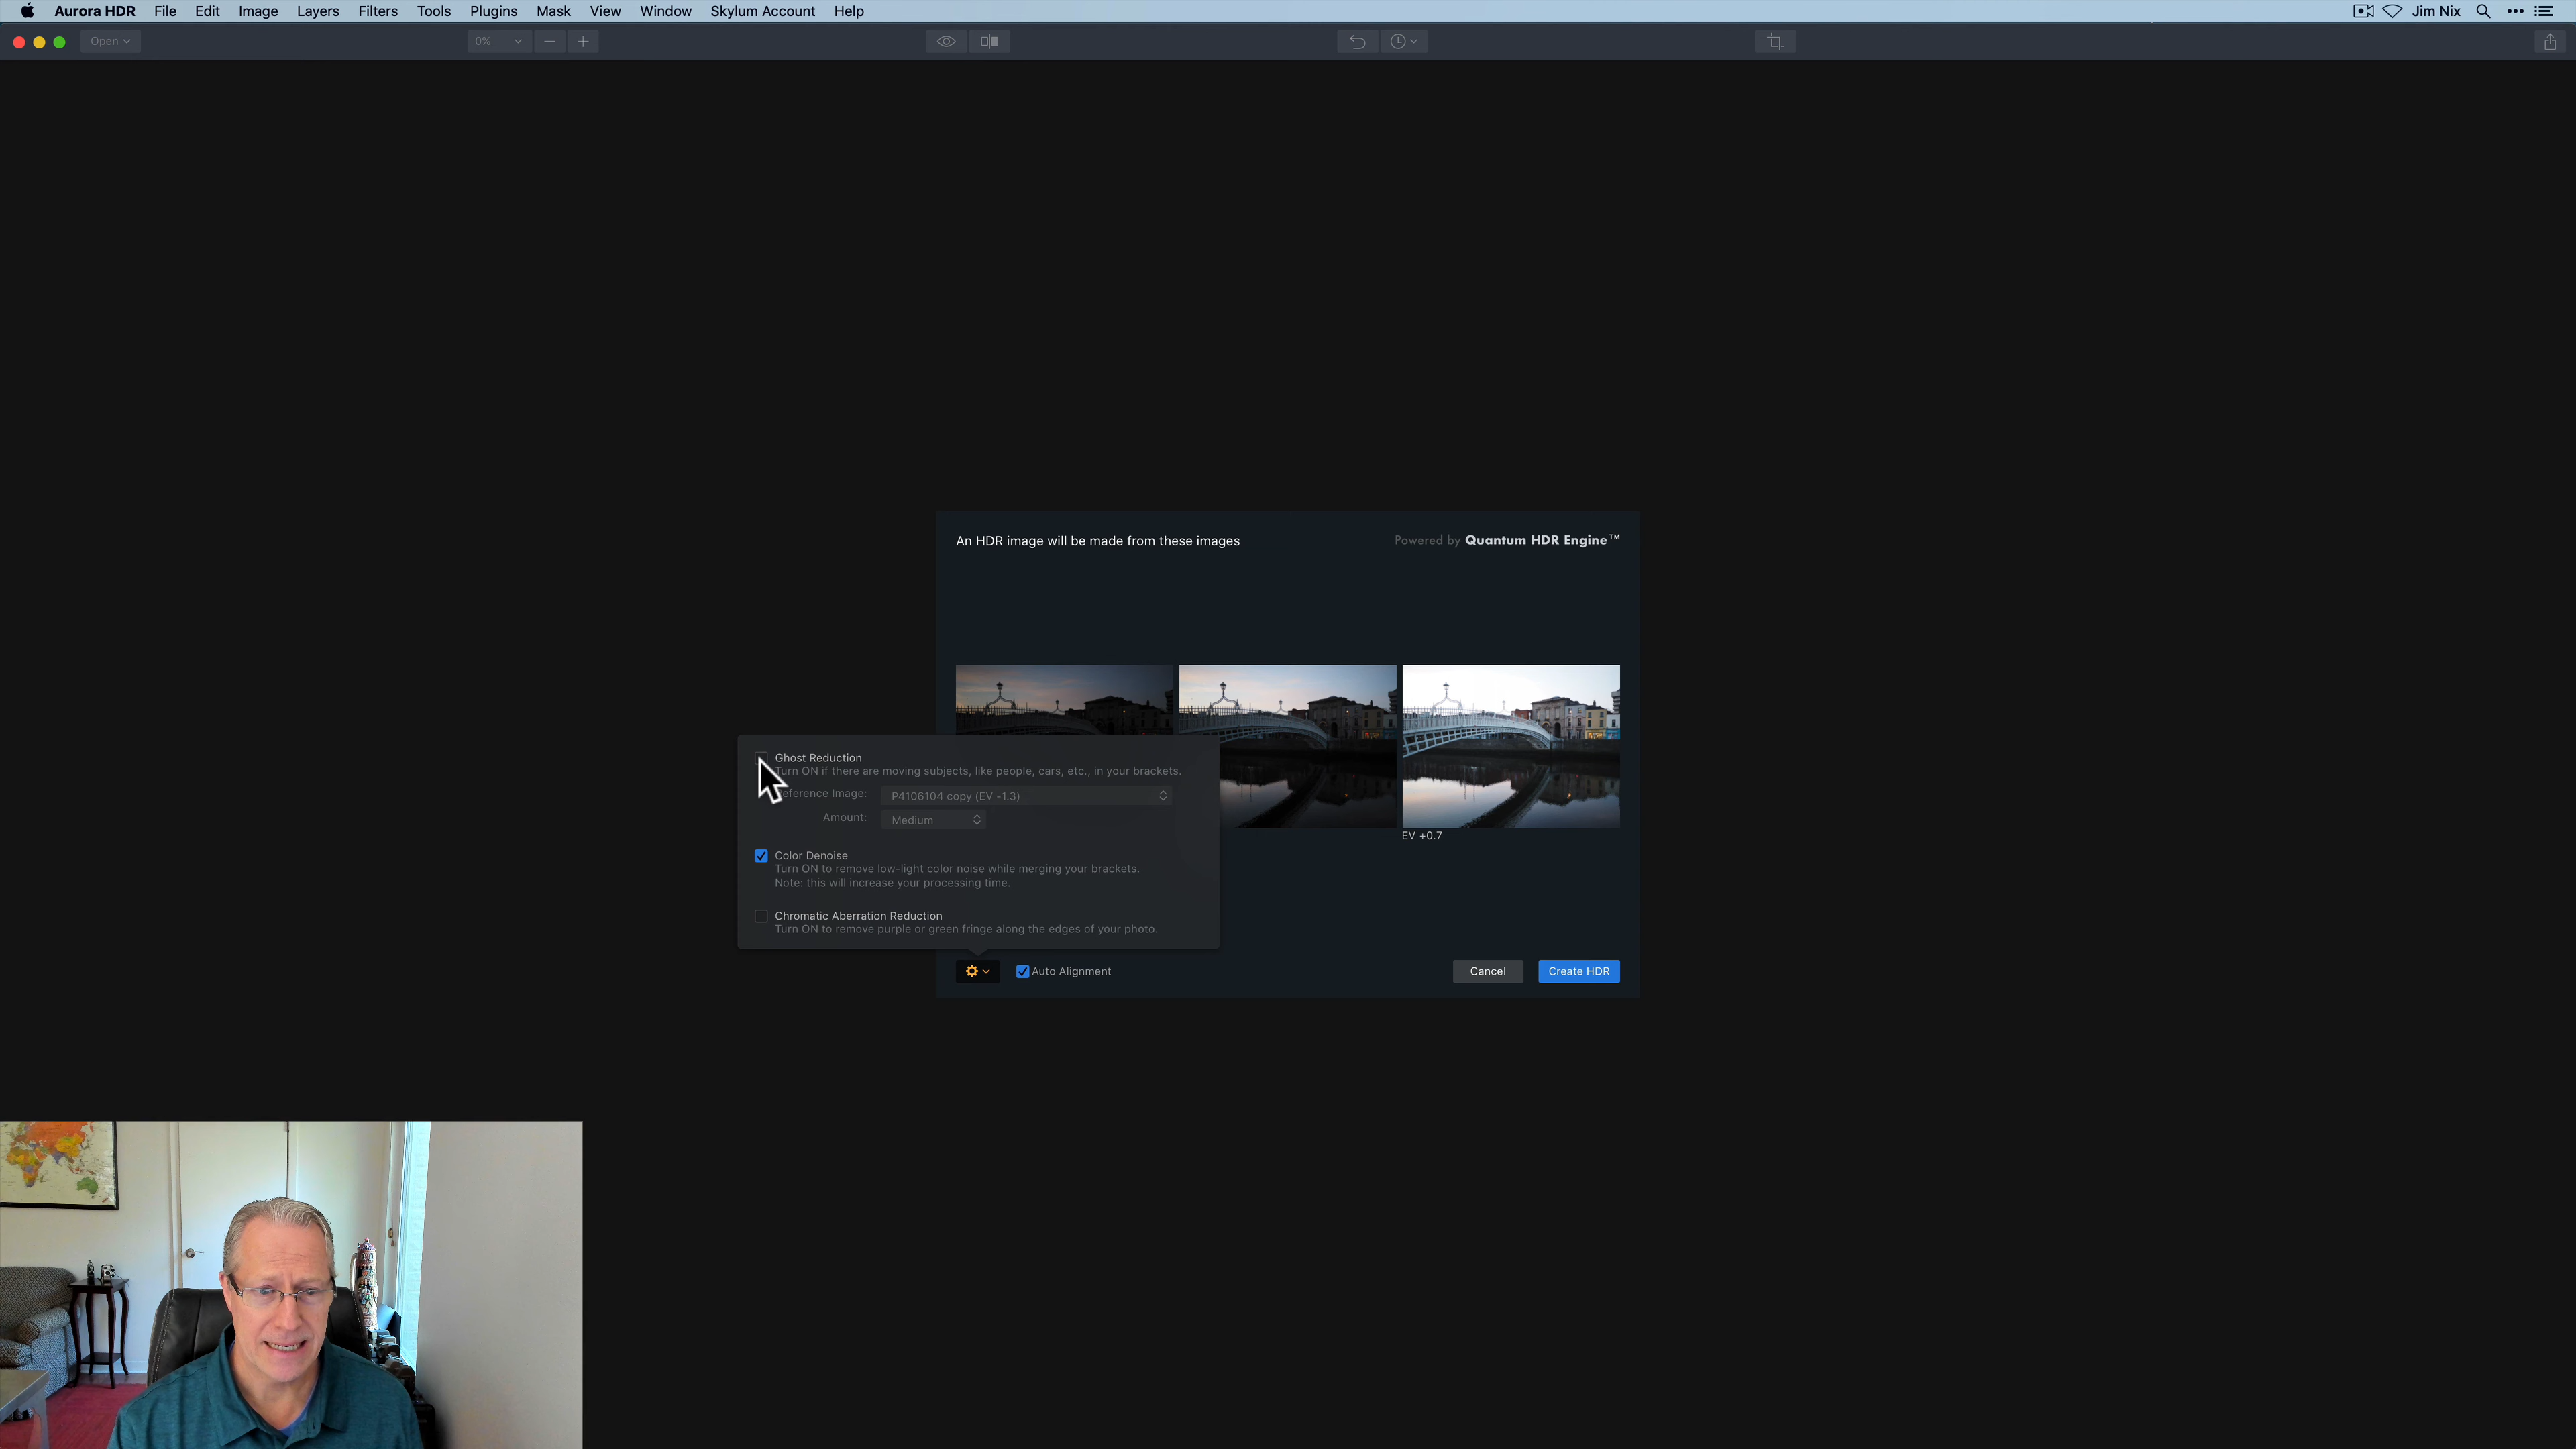 Aurora HDR File Edit Image Layers Filters Tools Plugins Mask View Window Skylum Account Help Jim Nix
Open 0%
An HDR image will be made from these images Powered by Quantum HDR Engine™
Ghost Reduction
Turn ON if there are moving subjects, like people, cars, etc., in your brackets.
Image: P4106104 copy (EV -1.3)
Amount: Medium
EV +0.7
Color Denoise
Turn ON to remove low-light color noise while merging your brackets.
Note: this will increase your processing time.
Chromatic Aberration Reduction
Turn ON to remove purple or green fringe along the edges of your photo.
Auto Alignment Cancel Create HDR